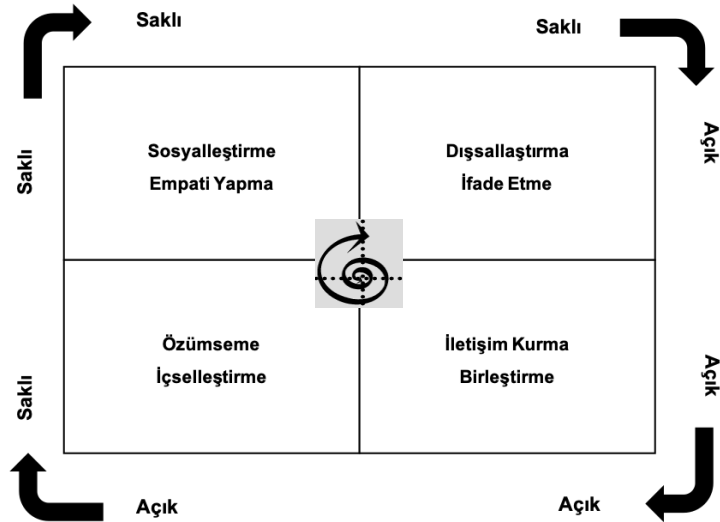 Saklı
Saklı
Saklı
Açık
Sosyalleştirme
Empati Yapma
Dışsallaştırma
İfade Etme
Özümseme
İçselleştirme
İletişim Kurma
Birleştirme
Saklı
Açık
Açık
Açık